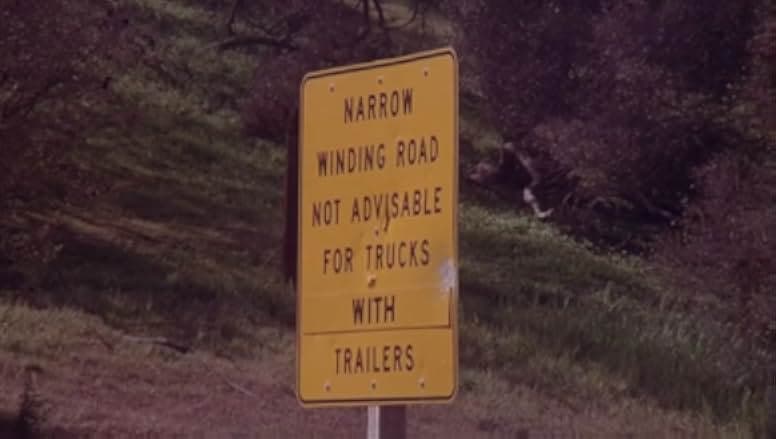 NARROW
WINDING ROAD
NOT ADVISABLE
FOR TRUCKS
WITH
TRAILERS